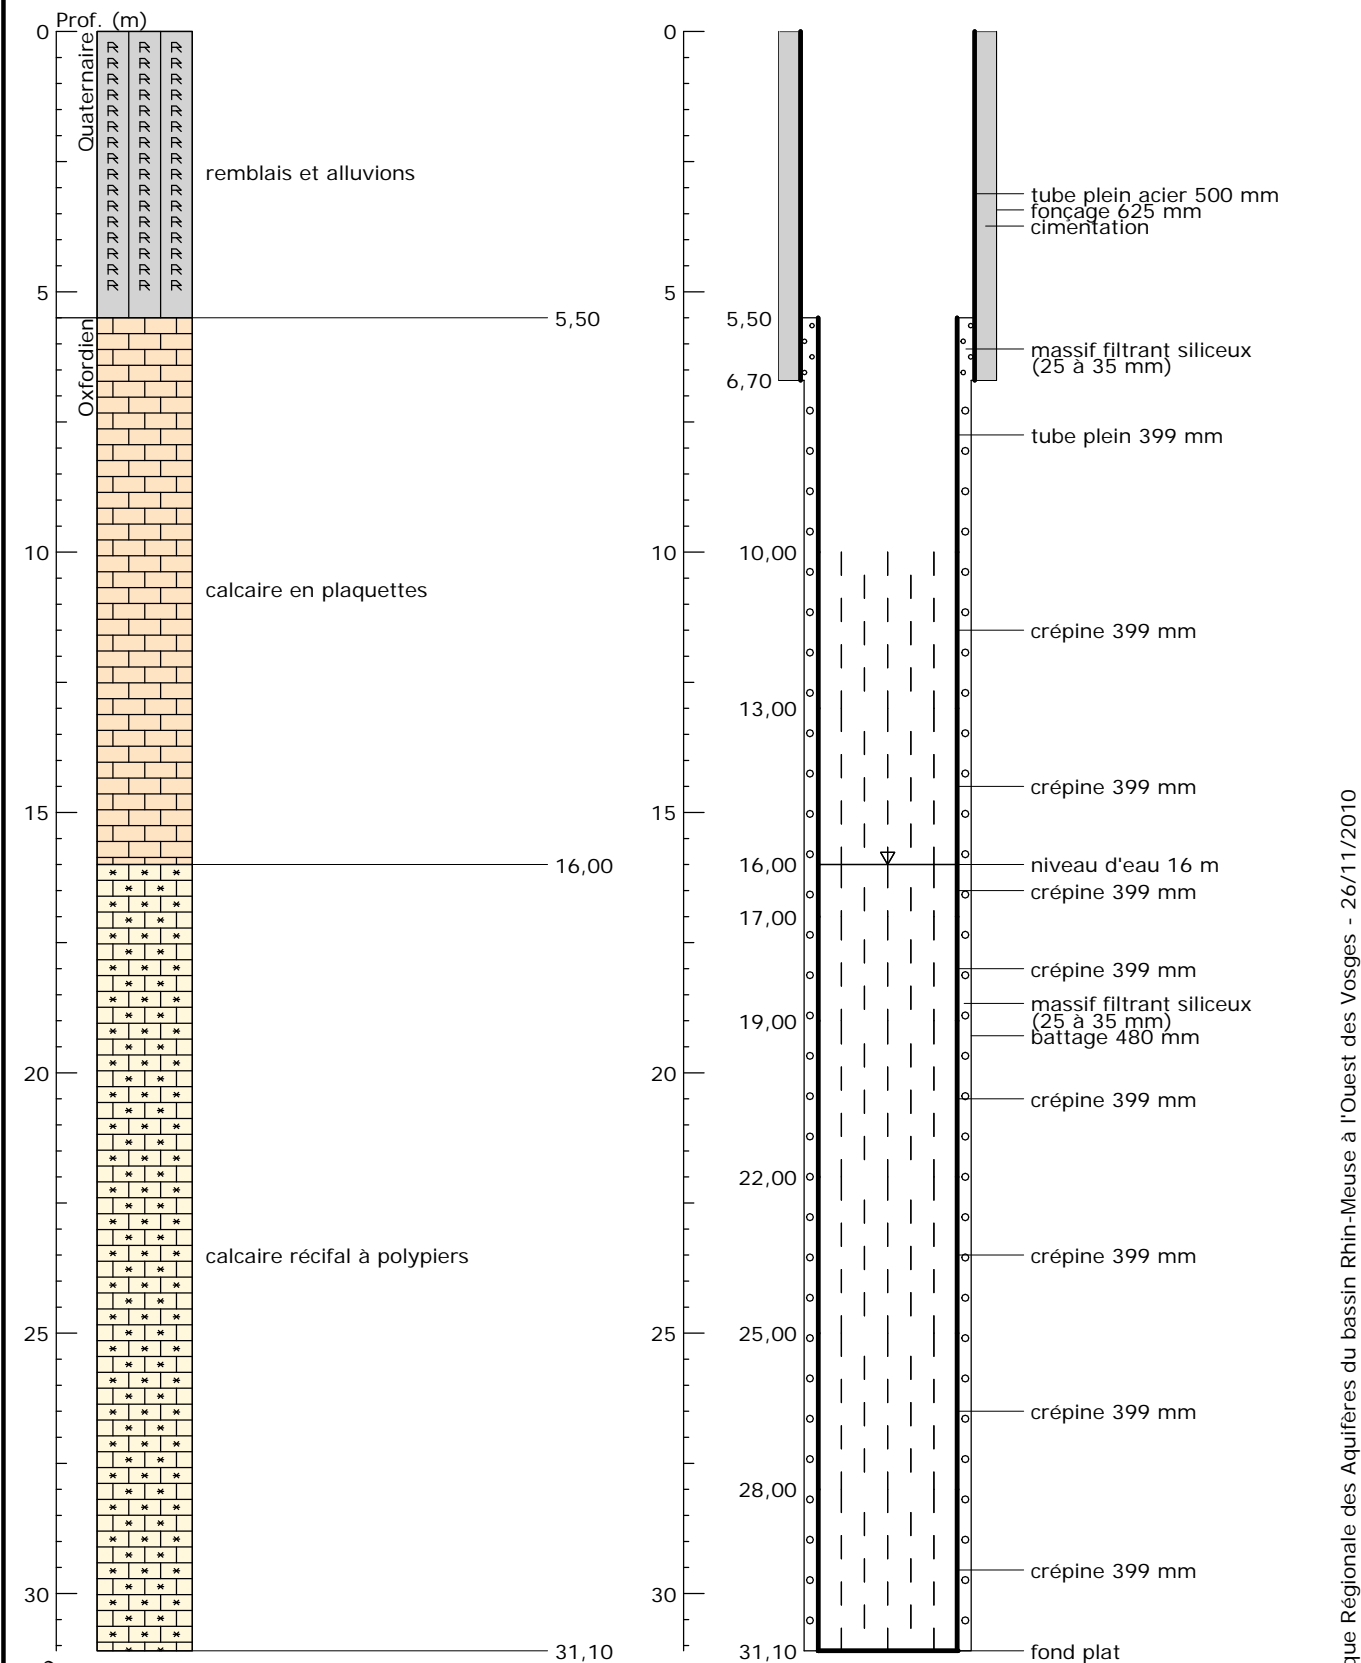 Prof. (m)
0
5
10
15
20
25
30
Quaternaire
Oxfordien
remblais et alluvions
5,50
calcaire en plaquettes
16,00
calcaire récifal à polypiers
31,10
0
5
10
15
20
25
30
5,50
6,70
10,00
13,00
16,00
17,00
19,00
22,00
25,00
28,00
31,10
tube plein acier 500 mm
fonçage 625 mm
cimentation
massif filtrant siliceux
(25 à 35 mm)
tube plein 399 mm
crépine 399 mm
crépine 399 mm
niveau d'eau 16 m
crépine 399 mm
crépine 399 mm
massif filtrant siliceux
(25 à 35 mm)
battage 480 mm
crépine 399 mm
crépine 399 mm
crépine 399 mm
crépine 399 mm
fond plat
que Régionale des Aquifères du bassin Rhin-Meuse à l'Ouest des Vosges - 26/11/2010